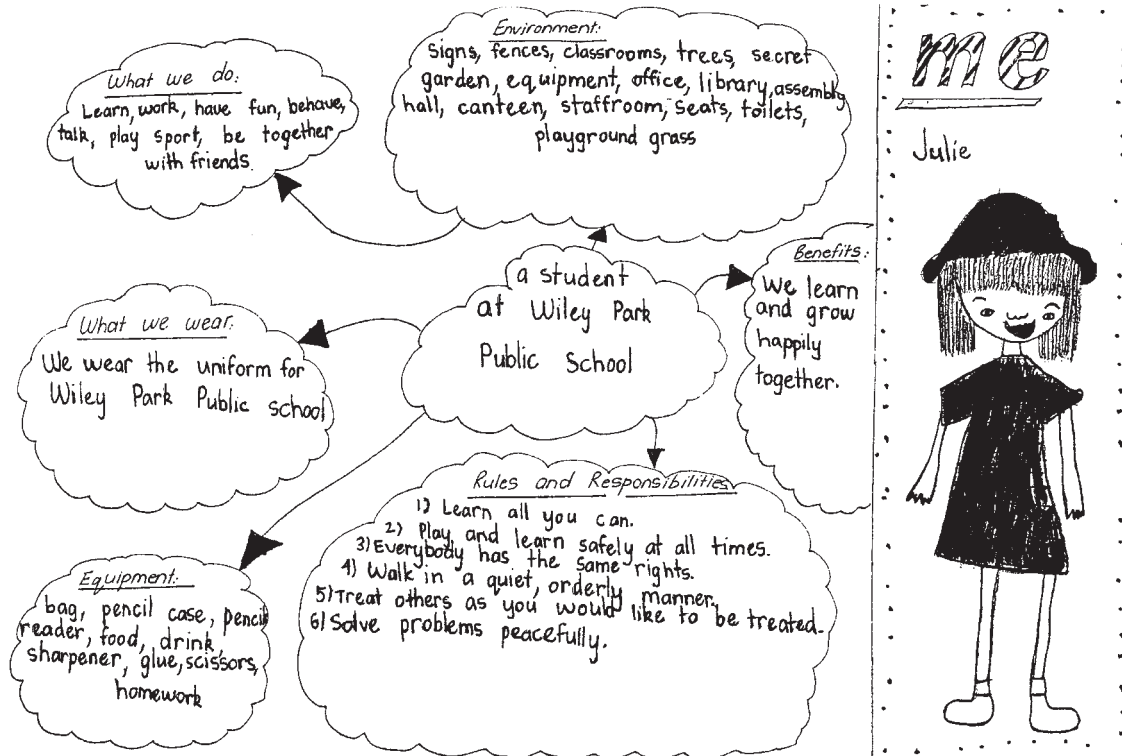 What we do:
Learn, work, have fun, behave,
talk, play sport, be together
with friends.
Environment:
Signs, fences, classrooms, trees, secret
garden, equipment, office, library, assembly
hall, canteen, staffroom, seats, toilets,
playground grass
a student
at Wiley Park
Public School
Benefits:
We learn
and grow
happily
together.
What we wear:
We wear the uniform for
Wiley Park Public school
Rules and Responsibilities
1) Learn all you can.
2) Play and learn safely at all times.
3) Everybody has the same rights.
4) Walk in a quiet, orderly manner.
5) Treat others as you would like to be treated.
6) Solve problems peacefully.
Equipment:
bag, pencil case, pencil
reader, food, drink,
sharpener, glue, scissors,
homework
me
Julie